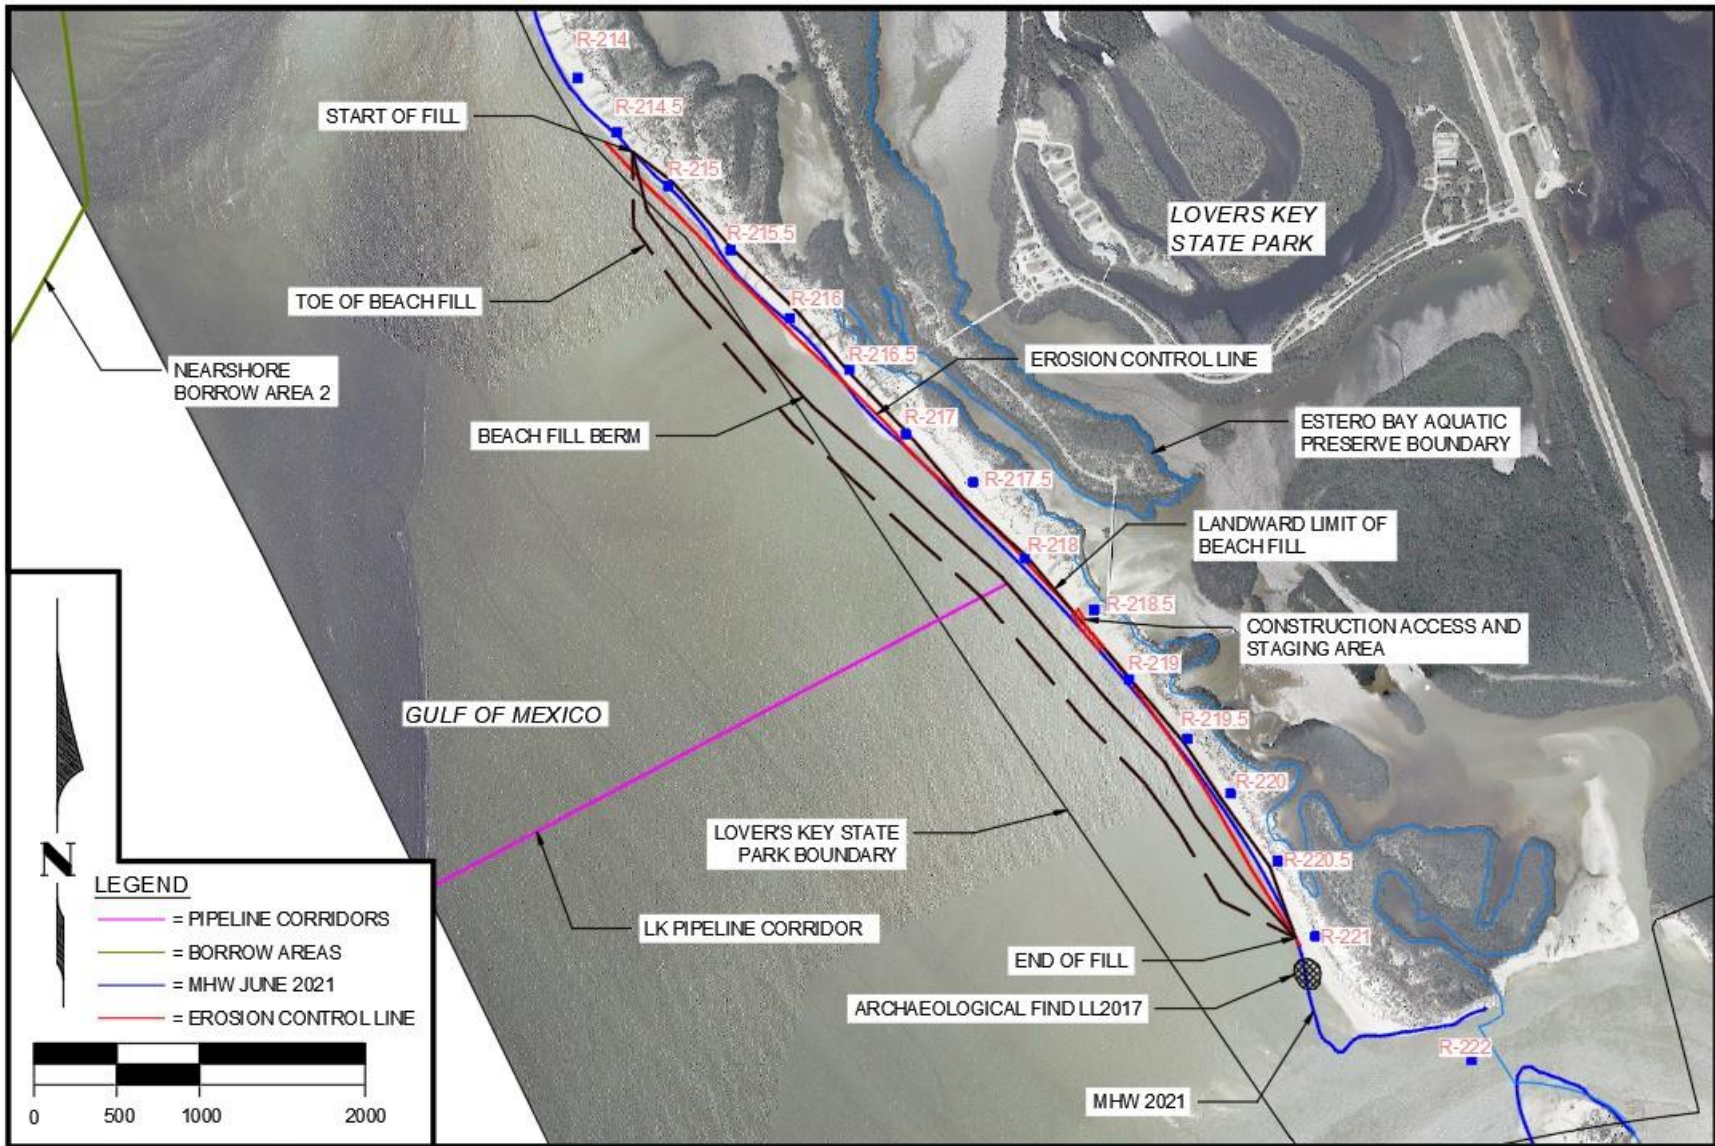 R-214
R-214.5
START OF FILL
R-215
LOVERS KEY
STATE PARK
R-215.5
TOE OF BEACH FILL
R-216
NEARSHORE
BORROW AREA 2
R-216.5
EROSION CONTROL LINE
BEACH FILL BERM
R-217
ESTERO BAY AQUATIC
PRESERVE BOUNDARY
R-217.5
LANDWARD LIMIT OF
BEACH FILL
R-218
R-218.5
CONSTRUCTION ACCESS AND
STAGING AREA
R-219
GULF OF MEXICO
R-219.5
R-220
LOVER'S KEY STATE
PARK BOUNDARY
R-220.5
N
LEGEND
= PIPELINE CORRIDORS
= BORROW AREAS
= MHW JUNE 2021
= EROSION CONTROL LINE
0 500 1000 2000
LK PIPELINE CORRIDOR
R-221
END OF FILL
ARCHAEOLOGICAL FIND LL2017
R-222
MHW 2021